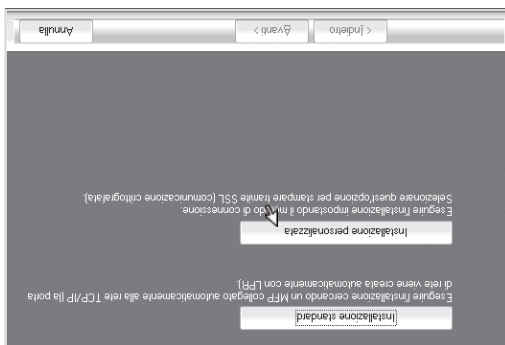 Installazione standard
Eseguire l'installazione cercando un MFP collegato automaticamente alla rete TCP/IP (la porta
di rete viene creata automaticamente con LPR).
Installazione personalizzata
Eseguire l'installazione impostando il modo di connessione.
Selezionare quest'opzione per stampare tramite SSL (comunicazione crittografata).
< Indietro
Avanti >
Annulla